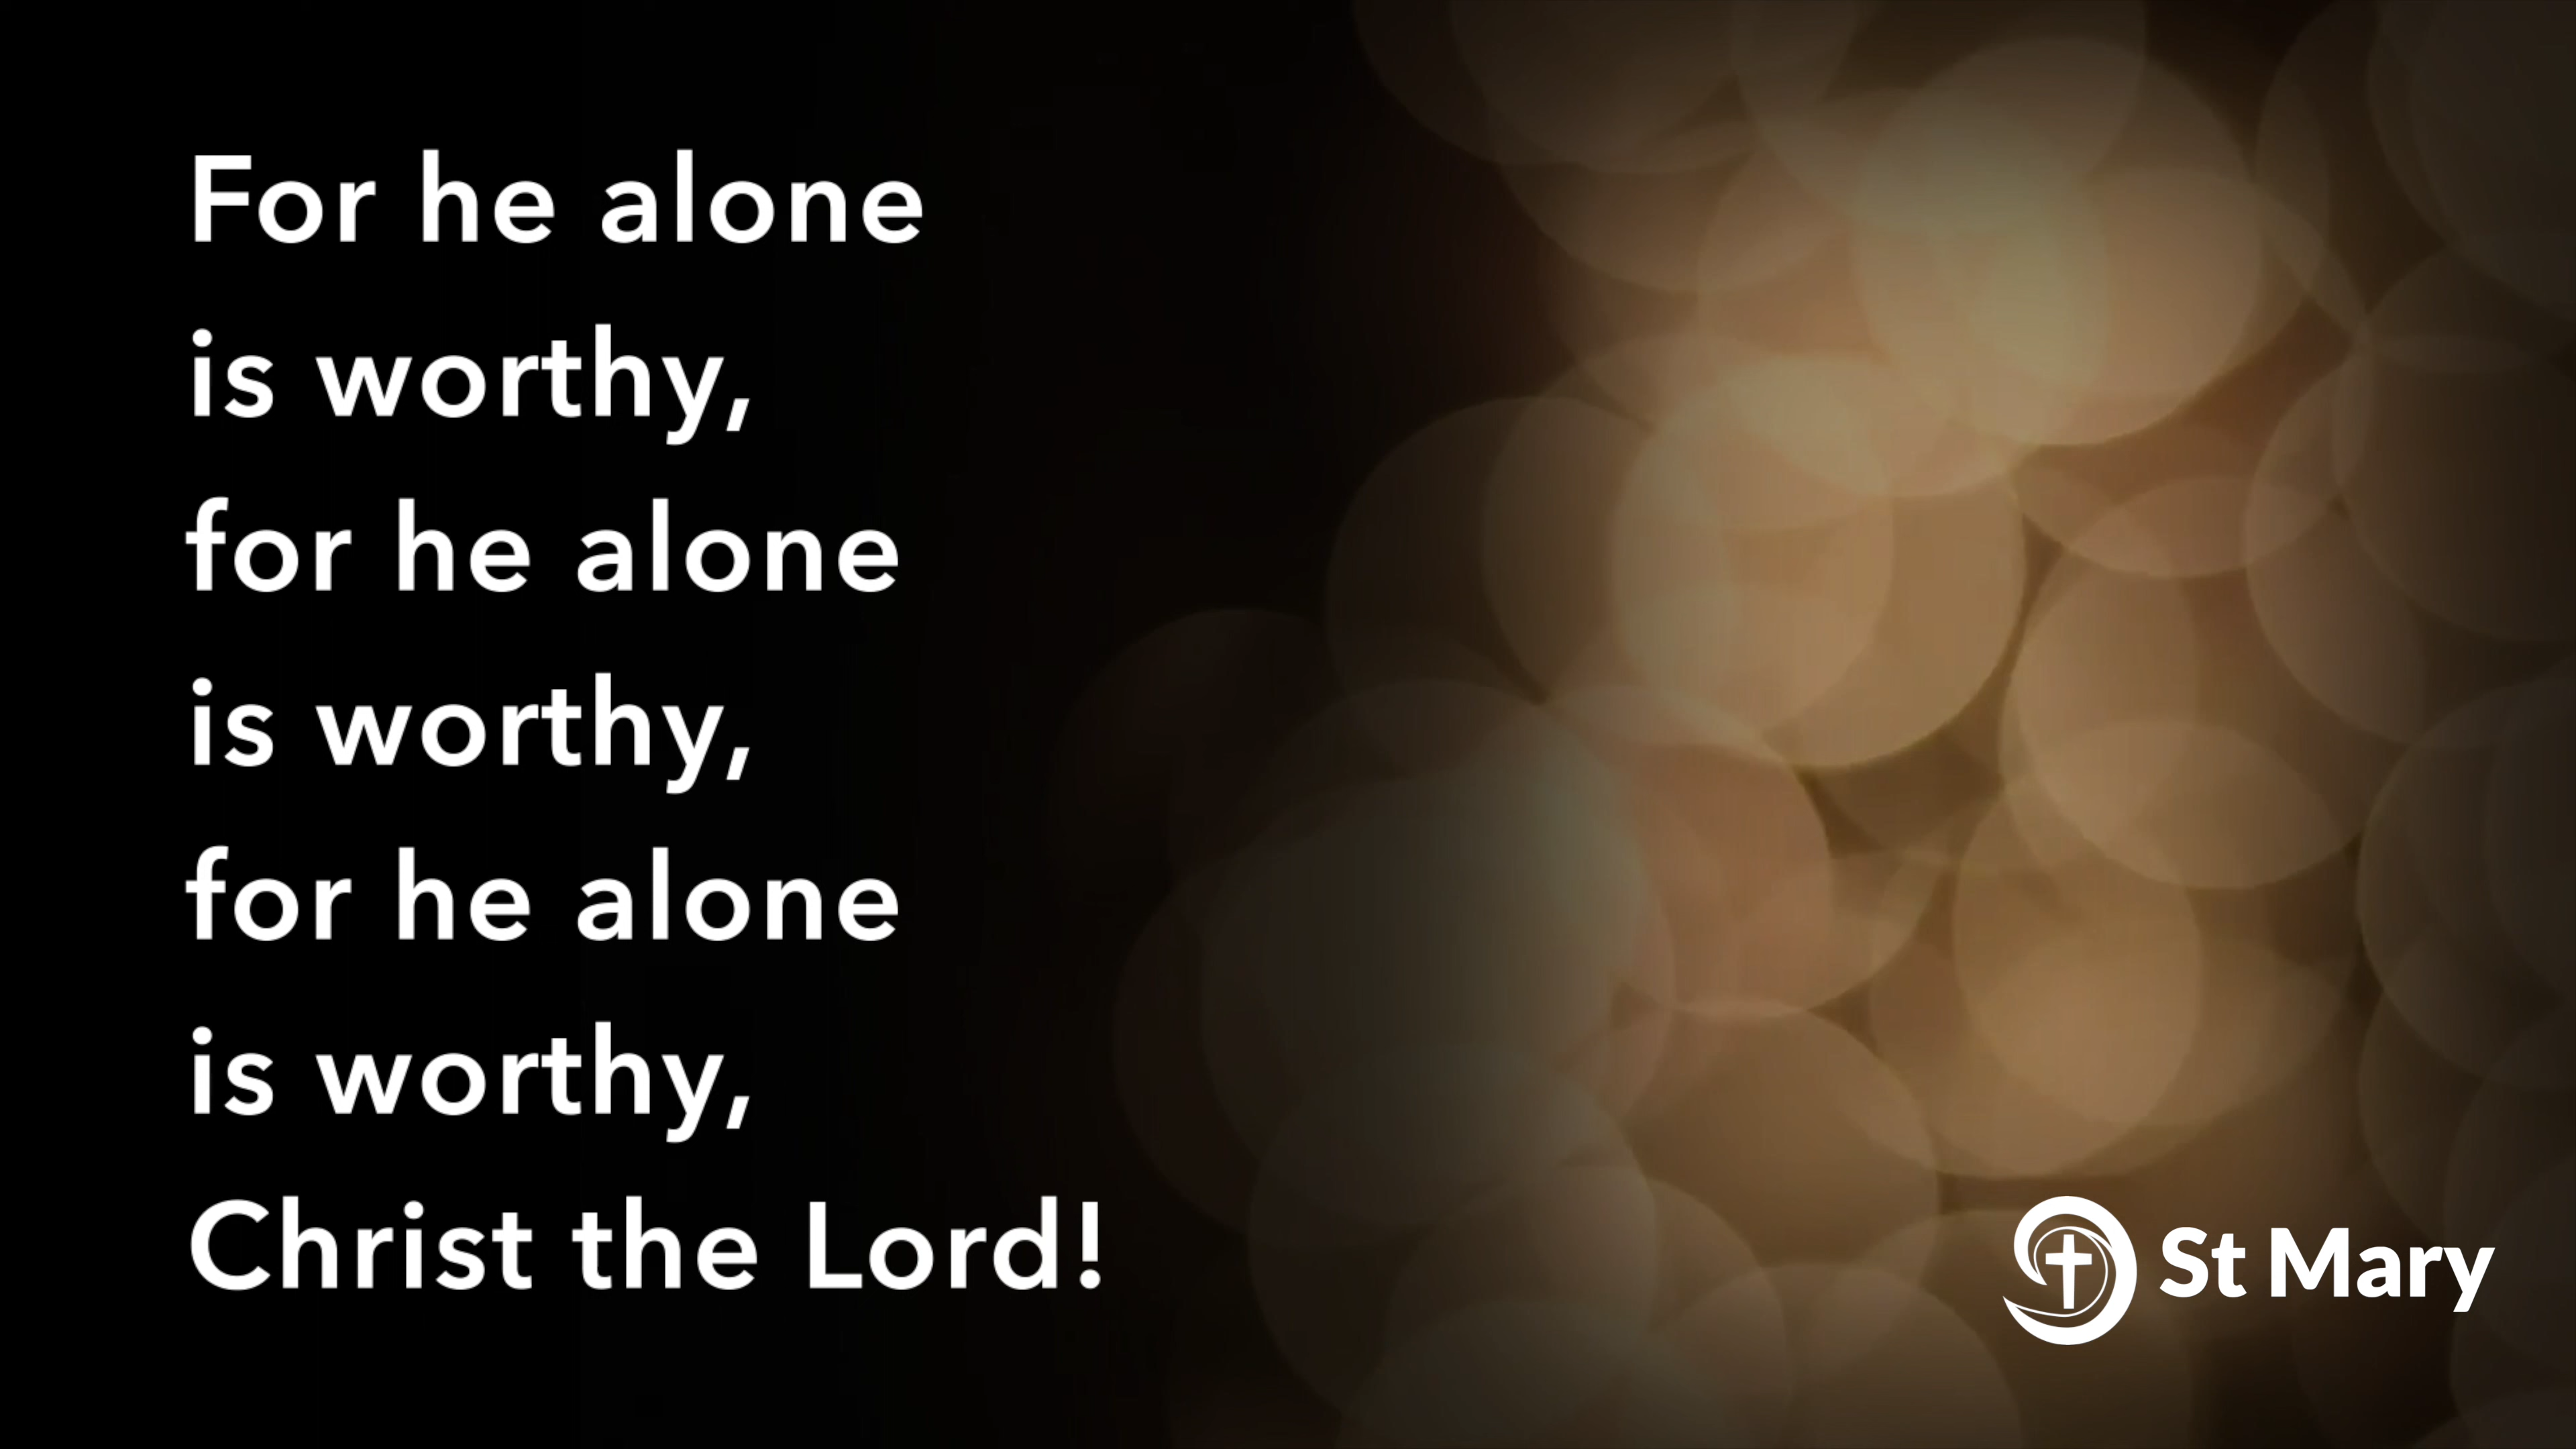 For he alone
is worthy,
for he alone
is worthy,
for he alone
is worthy,
Christ the Lord!
St Mary